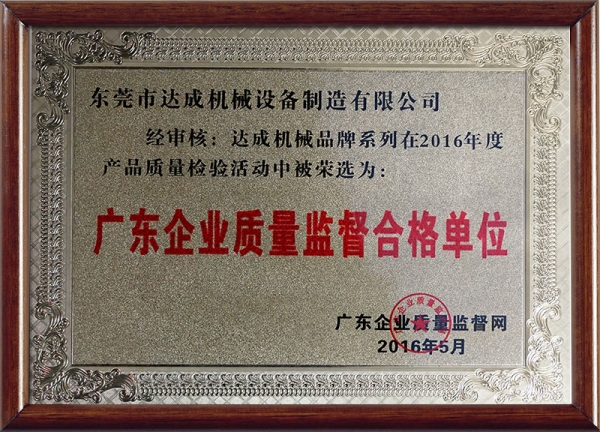 东莞市达成机械设备制造有限公司
经审核：达成机械品牌系列在2016年度
产品质量检验活动中被荣选为：
广东企业质量监督合格单位
广东企业质量监督网
2016年5月